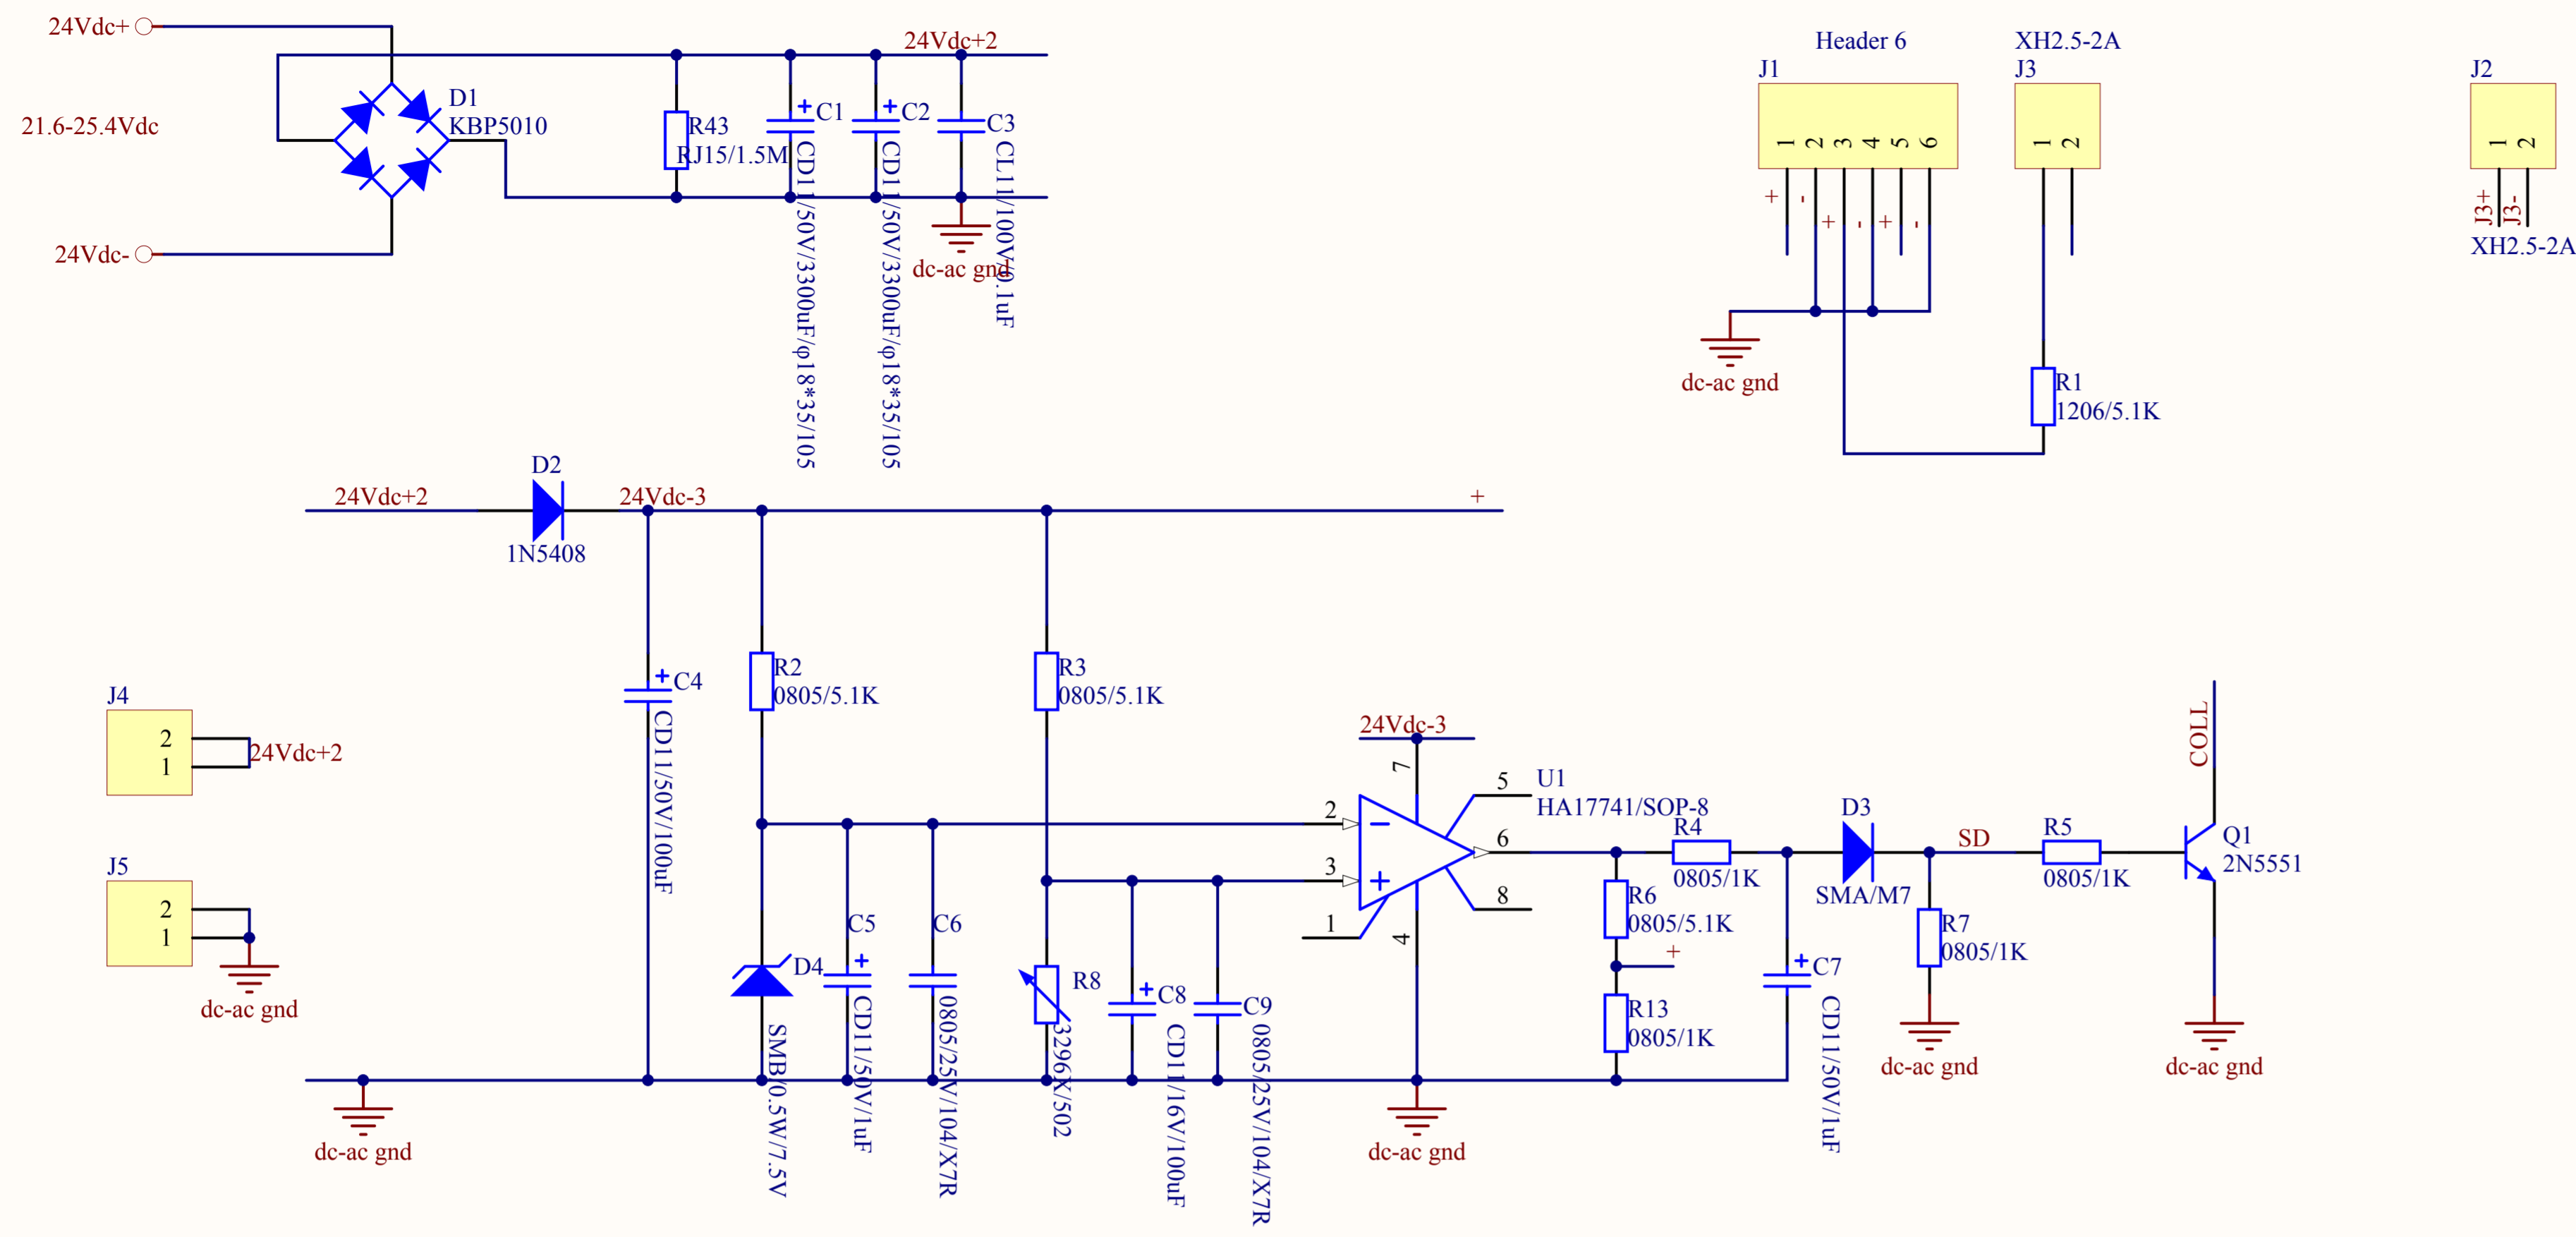 24Vdc+
21.6-25.4Vdc
24Vdc-
D1
KBP5010
24Vdc+2
R43
RJ15/1.5M
C1
CD11/50V/3300uF/φ18*35/105
C2
CD11/50V/3300uF/φ18*35/105
C3
CL11/100V/0.1uF
dc-ac gnd
Header 6
J1
1 2 3 4 5 6
+ - + - + -
dc-ac gnd
XH2.5-2A
J3
1 2
R1
1206/5.1K
J2
1 2
J3+
J3-
XH2.5-2A
24Vdc+2
D2
1N5408
24Vdc-3
+
J4
2
1
24Vdc+2
J5
2
1
dc-ac gnd
C4
CD11/50V/100uF
R2
0805/5.1K
R3
0805/5.1K
D4
SMB/0.5W/7.5V
C5
CD11/50V/1uF
C6
0805/25V/104/X7R
R8
3296X/502
C8
CD11/16V/100uF
C9
0805/25V/104/X7R
dc-ac gnd
24Vdc-3
7
2
3
1
4
5
6
8
U1
HA17741/SOP-8
dc-ac gnd
R4
0805/1K
R6
0805/5.1K
+
R13
0805/1K
C7
CD11/50V/1uF
D3
SMA/M7
SD
R7
0805/1K
dc-ac gnd
R5
0805/1K
COTL
Q1
2N5551
dc-ac gnd